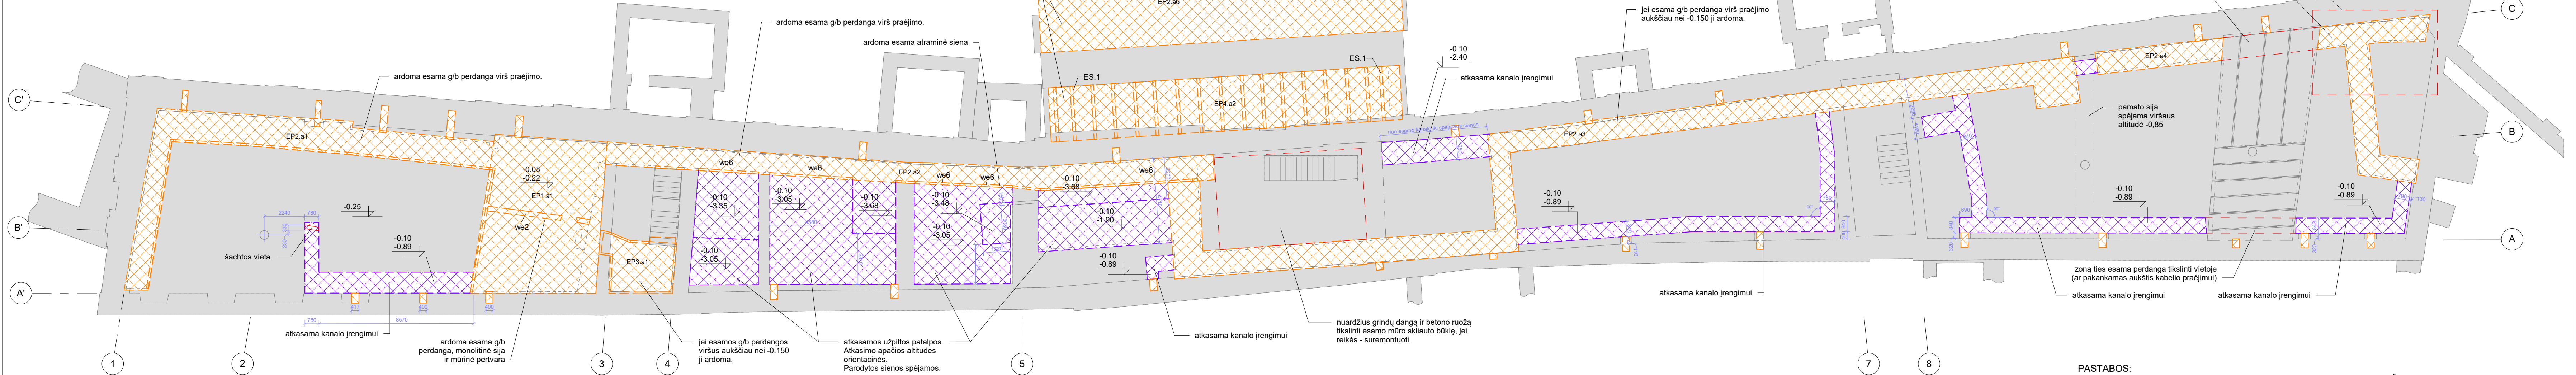 EP2.a6
ardoma esama g/b perdanga virš praėjimo.
jei esama g/b perdanga virš praėjimo
aukščiau nei -0.150 ji ardoma.
C
ardoma esama atraminė siena
-0.10
-2.40
ES.1
ES.1
atkasama kanalo įrengimui
ardoma esama g/b perdanga virš praėjimo.
EP2.a4
C'
EP4.a2
pamato sija
spėjama viršaus
altitudė -0,85
B
EP2.a1
EP2.a3
we6
we6
EP2.a2
we6
we6
we6
-0.08
-0.22
EP1.a1
-0.10
-3.35
-0.10
-3.05
-0.10
-3.68
-0.10
-3.48
-0.10
-3.68
-0.10
-1.90
-0.10
-3.05
-0.10
-0.89
-0.10
-0.89
-0.10
-0.89
-0.25
2240
780
B'
we2
-0.10
-0.89
šachtos vieta
-0.10
-3.05
EP3.a1
-0.10
-0.89
A
zoną ties esama perdanga tikslinti vietoje
(ar pakankamas aukštis kabelio praėjimui)
A'
atkasama kanalo įrengimui
atkasama kanalo įrengimui
atkasama kanalo įrengimui
780
8570
atkasama kanalo įrengimui
atkasama kanalo įrengimui
nuardžius grindų dangą ir betono ruožą
tikslinti esamo mūro skliauto būklę, jei
reikės - suremontuoti.
ardoma esama g/b
perdanga, monolitinė sija
ir mūrinė pertvara
jei esamos g/b perdangos
viršus aukščiau nei -0.150
ji ardoma.
atkasamos užpiltos patalpos.
Atkasimo apačios altitudes
orientacinės.
Parodytos sienos spėjamos.
1
2
3
4
5
7
8
PASTABOS: